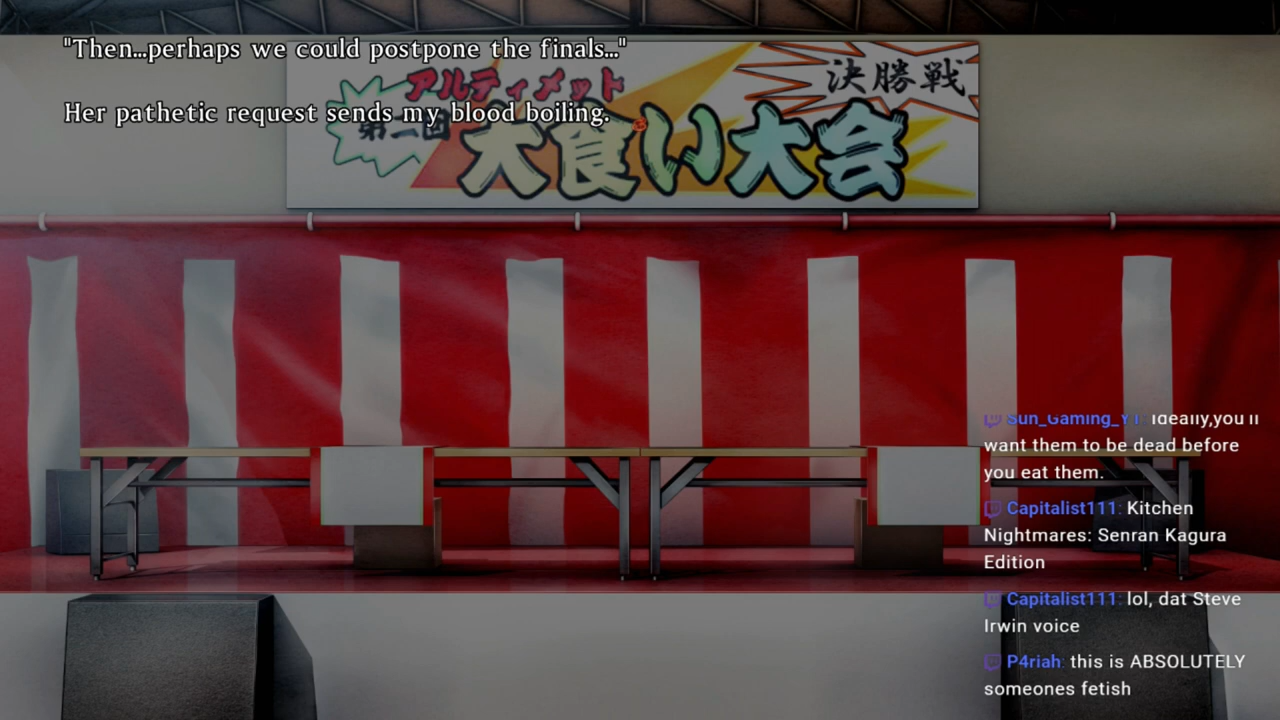 "Then...perhaps we could postpone the finals..."
Her pathetic request sends my blood boiling.
アルティメット
決勝戦
第二回
大食い大会
Sun_Gaming_YT: Ideally,you'll
want them to be dead before
you eat them.
Capitalist111: Kitchen
Nightmares: Senran Kagura
Edition
Capitalist111: lol, dat Steve
Irwin voice
P4riah: this is ABSOLUTELY
someones fetish